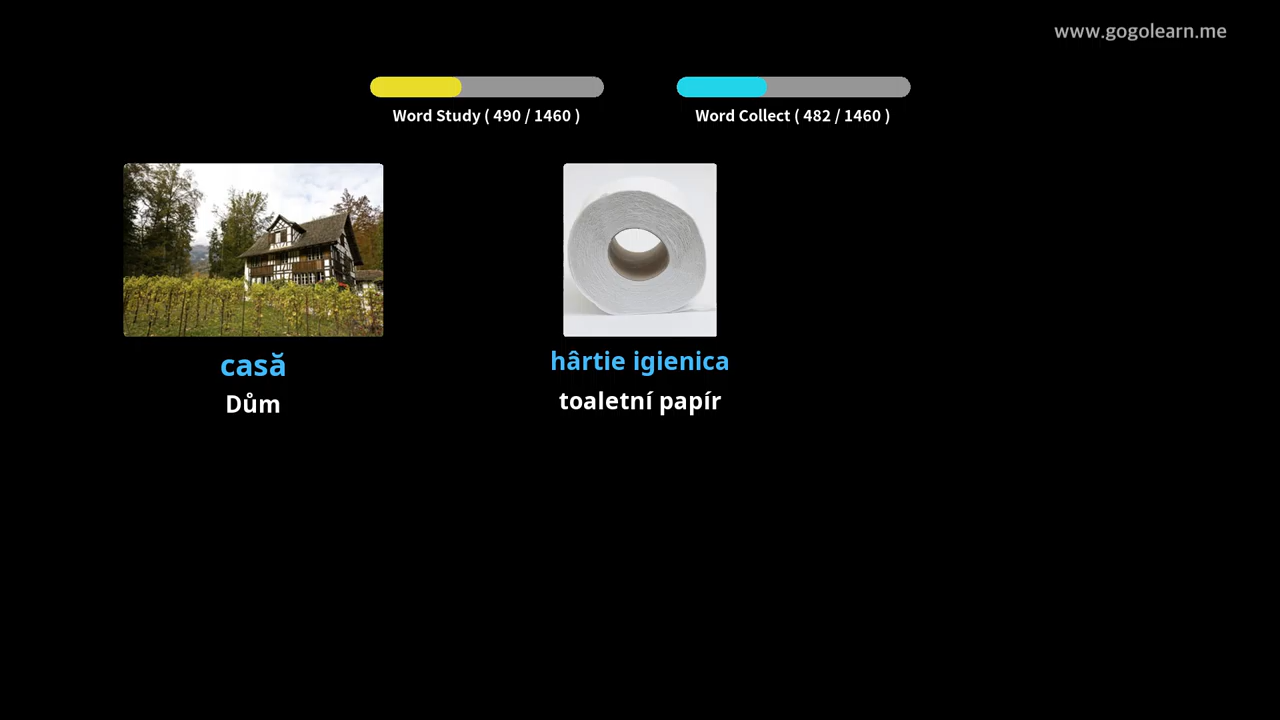 www.gogolearn.me
Word Study ( 490 / 1460 )
Word Collect ( 482 / 1460 )
casă
Dům
hârtie igienica
toaletní papír